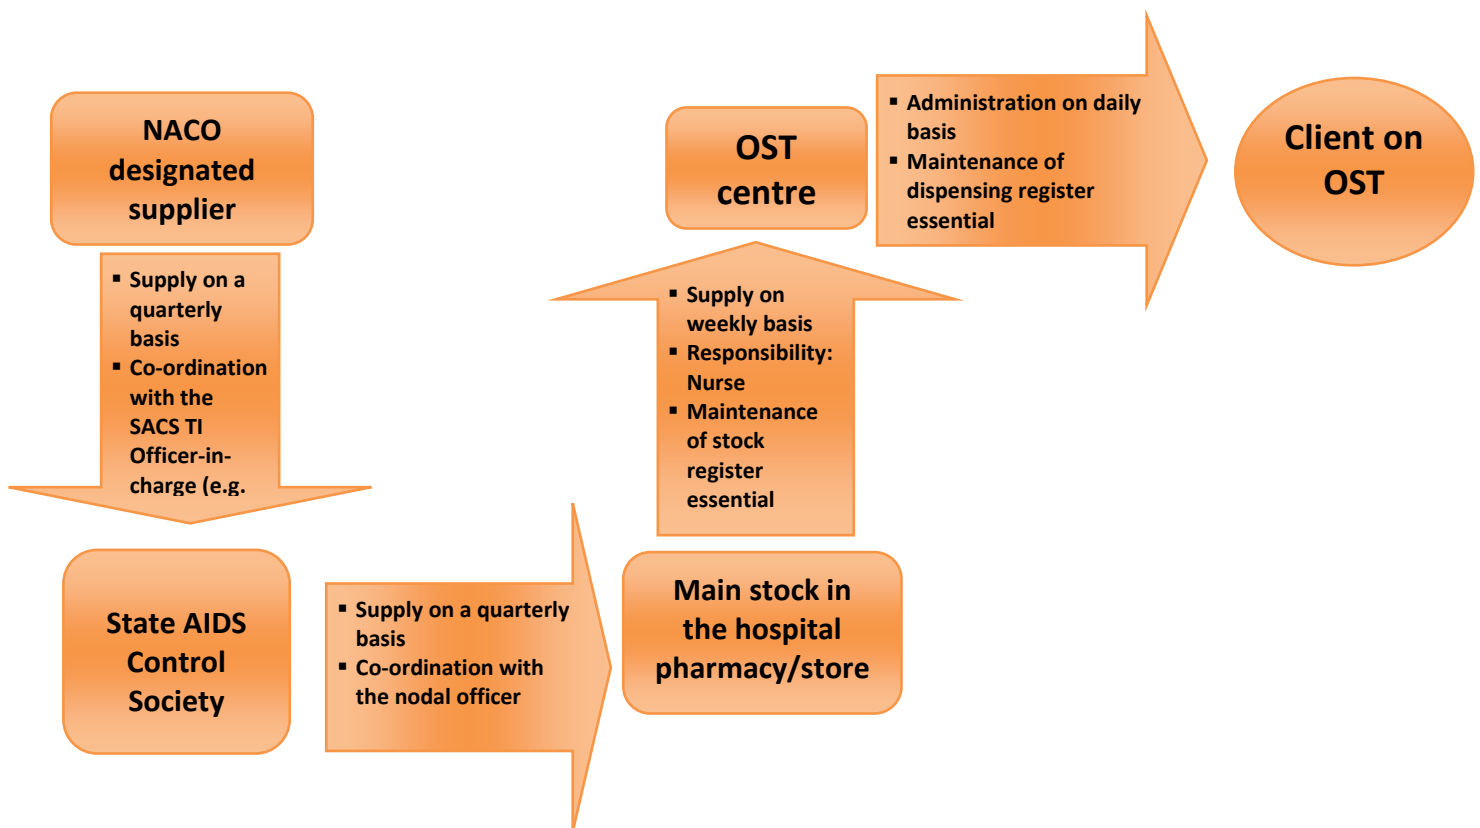 NACO
designated
supplier
▪ Supply on a
quarterly
basis
▪ Co-ordination
with the
SACS TI
Officer-in-
charge (e.g.
State AIDS
Control
Society
▪ Supply on a quarterly
basis
▪ Co-ordination with
the nodal officer
Main stock in
the hospital
pharmacy/store
▪ Supply on
weekly basis
▪ Responsibility:
Nurse
▪ Maintenance
of stock
register
essential
OST
centre
▪ Administration on daily
basis
▪ Maintenance of
dispensing register
essential
Client on
OST